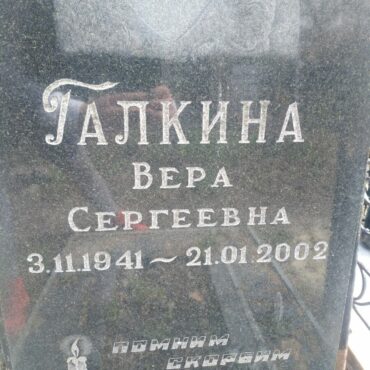 Галкина
Вера
Сергеевна
3.11.1941 ~ 21.01.2002
ПОМНИМ
СКОРБИМ